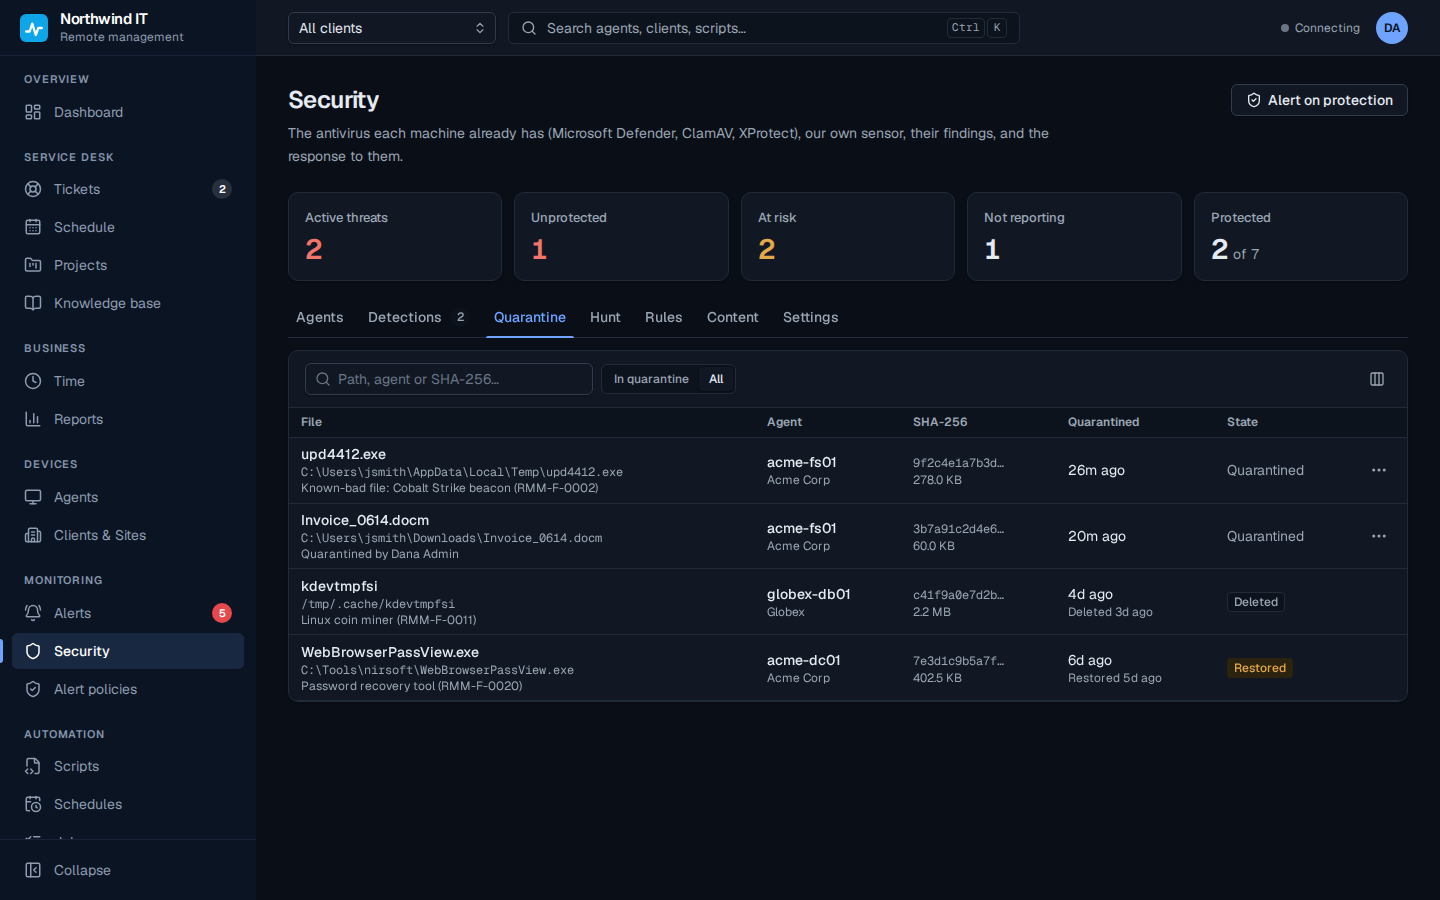 Northwind IT
Remote management
All clients
Search agents, clients, scripts...
Ctrl K
Connecting
DA
OVERVIEW
Dashboard
SERVICE DESK
Tickets 2
Schedule
Projects
Knowledge base
BUSINESS
Time
Reports
DEVICES
Agents
Clients & Sites
MONITORING
Alerts 5
Security
Alert policies
AUTOMATION
Scripts
Schedules
Collapse
Security
Alert on protection
The antivirus each machine already has (Microsoft Defender, ClamAV, XProtect), our own sensor, their findings, and the
response to them.
Active threats
2
Unprotected
1
At risk
2
Not reporting
1
Protected
2 of 7
Agents Detections 2 Quarantine Hunt Rules Content Settings
Path, agent or SHA-256...
In quarantine All
File Agent SHA-256 Quarantined State
upd4412.exe
C:\Users\jsmith\AppData\Local\Temp\upd4412.exe
Known-bad file: Cobalt Strike beacon (RMM-F-0002)
acme-fs01
Acme Corp
9f2c4e1a7b3d...
278.0 KB
26m ago
Quarantined
Invoice_0614.docm
C:\Users\jsmith\Downloads\Invoice_0614.docm
Quarantined by Dana Admin
acme-fs01
Acme Corp
3b7a91c2d4e6...
60.0 KB
20m ago
Quarantined
kdevtmpfsi
/tmp/.cache/kdevtmpfsi
Linux coin miner (RMM-F-0011)
globex-db01
Globex
c41f9a0e7d2b...
2.2 MB
4d ago
Deleted 3d ago
Deleted
WebBrowserPassView.exe
C:\Tools\nirsoft\WebBrowserPassView.exe
Password recovery tool (RMM-F-0020)
acme-dc01
Acme Corp
7e3d1c9b5a7f...
402.5 KB
6d ago
Restored 5d ago
Restored